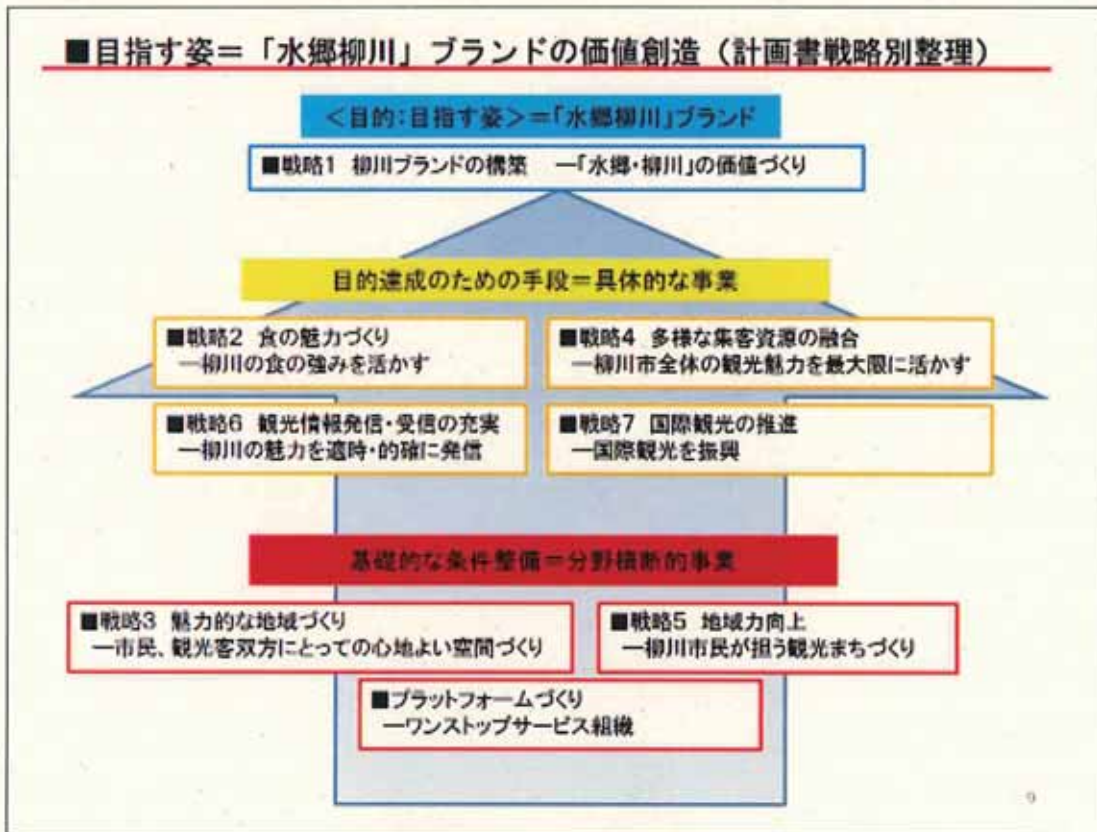 ■目指す姿＝「水郷柳川」ブランドの価値創造（計画書戦略別整理）
＜目的：目指す姿＞＝「水郷柳川」ブランド
■戦略1 柳川ブランドの構築 ―「水郷・柳川」の価値づくり
目的達成のための手段＝具体的な事業
■戦略2 食の魅力づくり
―柳川の食の強みを活かす
■戦略4 多様な集客資源の融合
―柳川市全体の観光魅力を最大限に活かす
■戦略6 観光情報発信・受信の充実
―柳川の魅力を適時・的確に発信
■戦略7 国際観光の推進
―国際観光を振興
基礎的な条件整備＝分野横断的事業
■戦略3 魅力的な地域づくり
―市民、観光客双方にとっての心地よい空間づくり
■戦略5 地域力向上
―柳川市民が担う観光まちづくり
■プラットフォームづくり
―ワンストップサービス組織
9